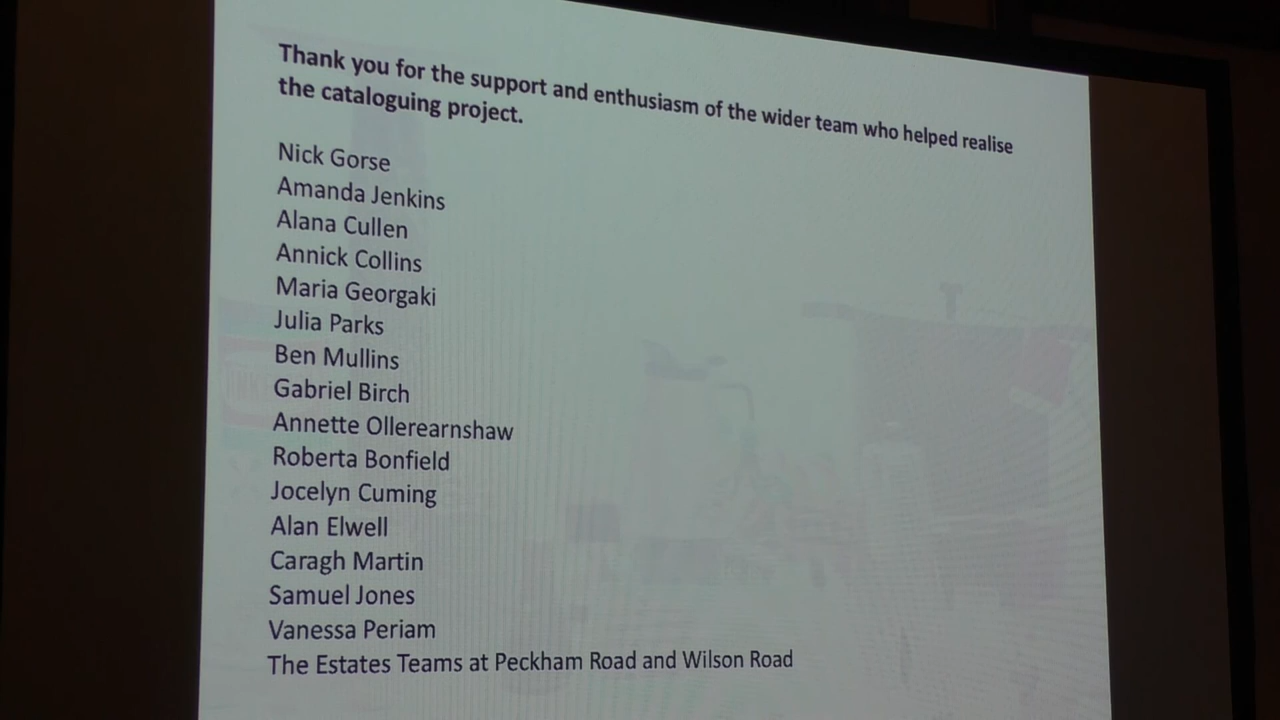 Thank you for the support and enthusiasm of the wider team who helped realise
the cataloguing project.
Nick Gorse
Amanda Jenkins
Alana Cullen
Annick Collins
Maria Georgaki
Julia Parks
Ben Mullins
Gabriel Birch
Annette Ollerearnshaw
Roberta Bonfield
Jocelyn Cuming
Alan Elwell
Caragh Martin
Samuel Jones
Vanessa Periam
The Estates Teams at Peckham Road and Wilson Road